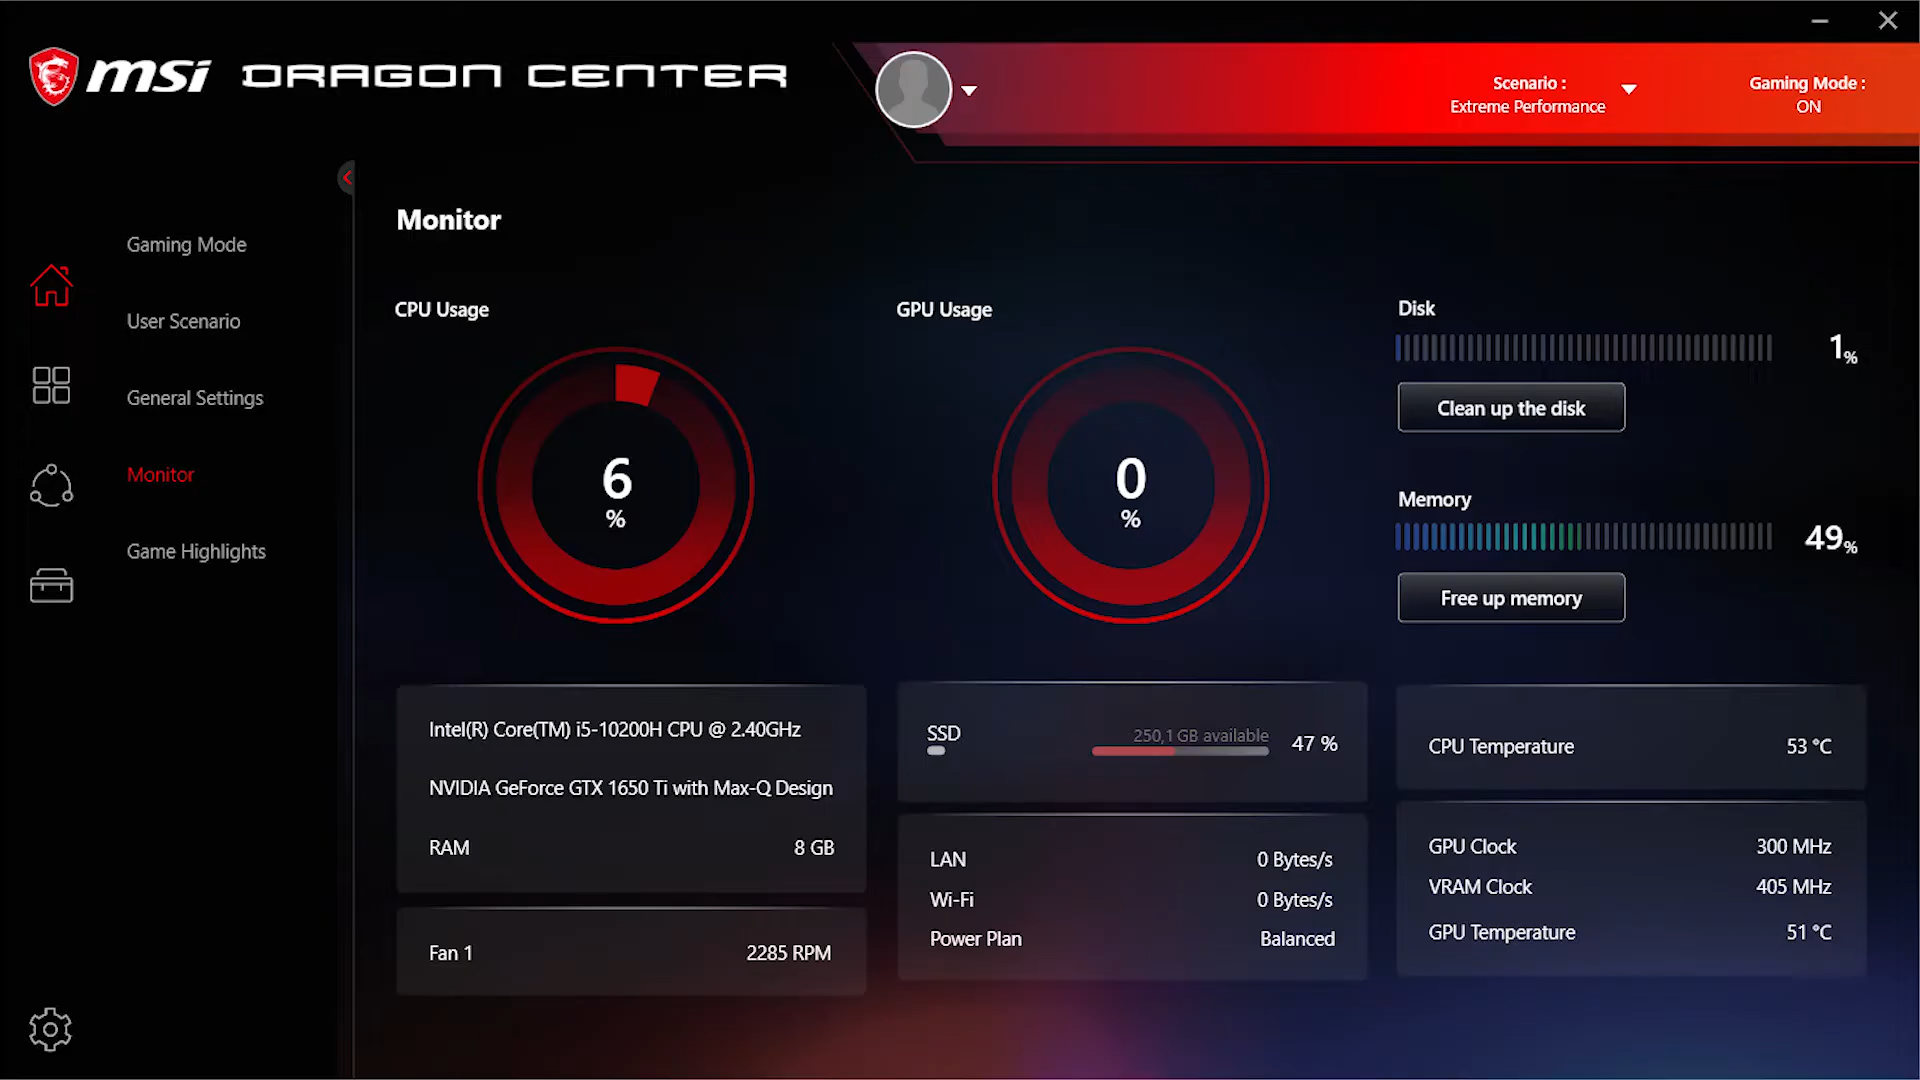 msi DRAGON CENTER
Scenario :
Extreme Performance
Gaming Mode :
ON
Gaming Mode
User Scenario
General Settings
Monitor
Game Highlights
Monitor
CPU Usage
6
%
GPU Usage
0
%
Disk
1%
Clean up the disk
Memory
49%
Free up memory
Intel(R) Core(TM) i5-10200H CPU @ 2.40GHz
NVIDIA GeForce GTX 1650 Ti with Max-Q Design
RAM 8 GB
Fan 1 2285 RPM
SSD 250,1 GB available 47 %
LAN 0 Bytes/s
Wi-Fi 0 Bytes/s
Power Plan Balanced
CPU Temperature 53 °C
GPU Clock 300 MHz
VRAM Clock 405 MHz
GPU Temperature 51 °C